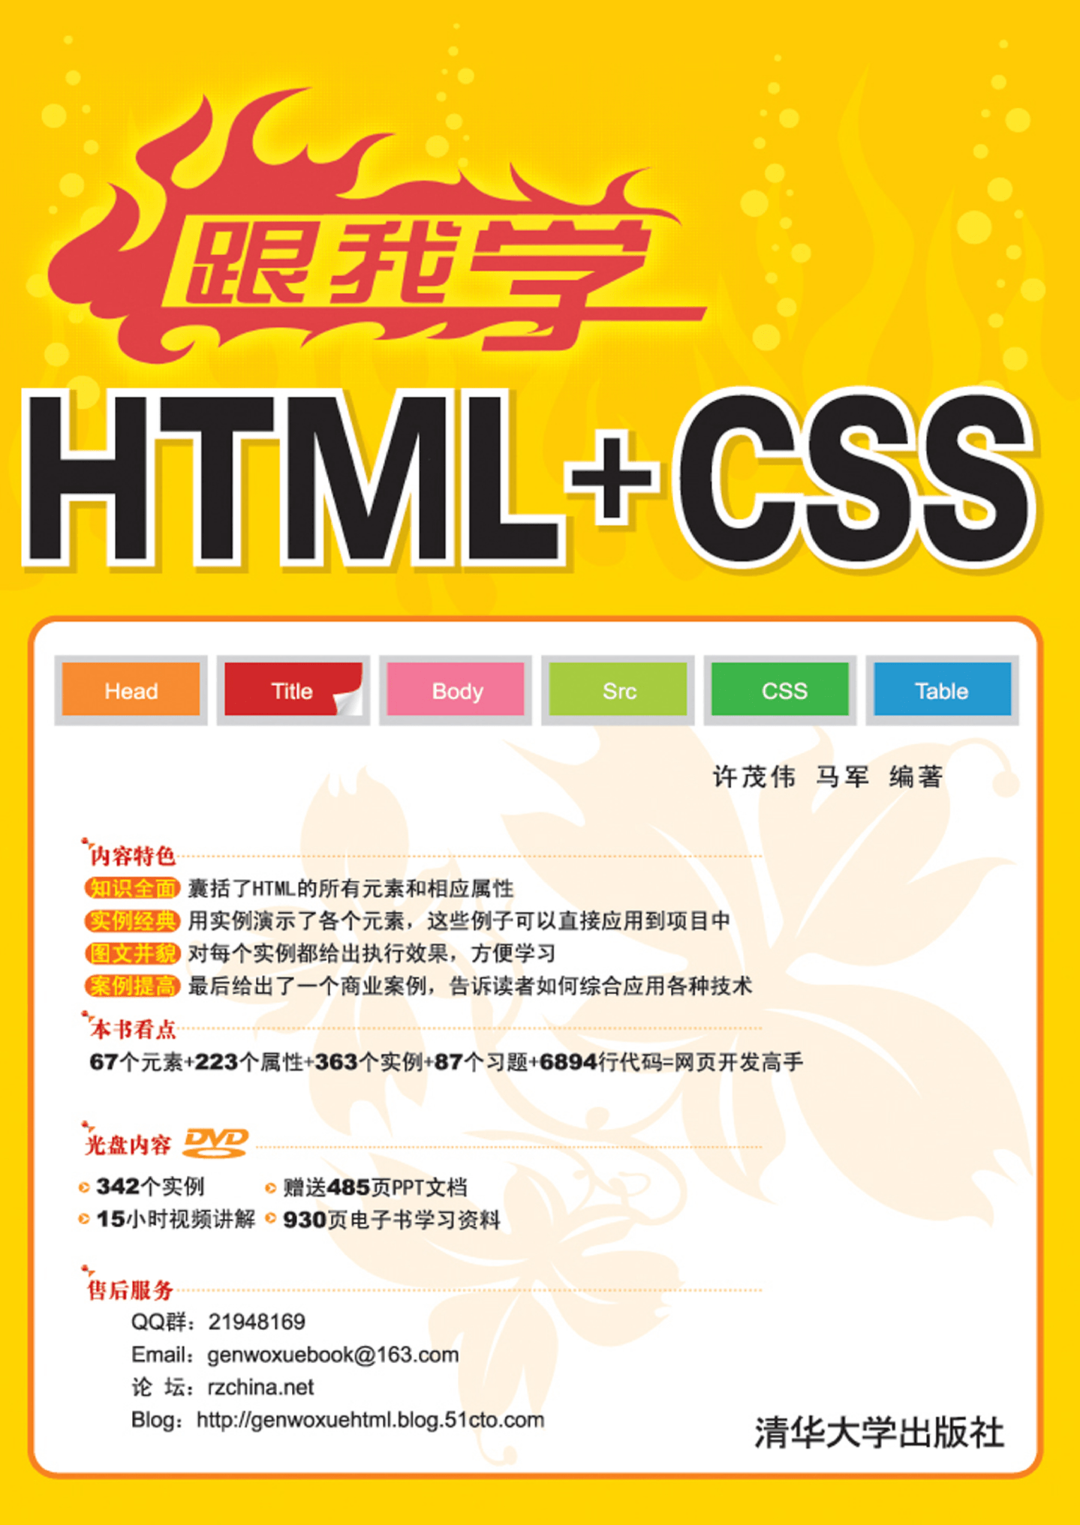 跟我学
HTML+CSS
Head Title Body Src CSS Table
许茂伟 马军 编著
内容特色
知识全面 囊括了HTML的所有元素和相应属性
实例经典 用实例演示了各个元素，这些例子可以直接应用到项目中
图文并貌 对每个实例都给出执行效果，方便学习
案例提高 最后给出了一个商业案例，告诉读者如何综合应用各种技术
本书看点
67个元素+223个属性+363个实例+87个习题+6894行代码=网页开发高手
光盘内容 DVD
342个实例 赠送485页PPT文档
15小时视频讲解 930页电子书学习资料
售后服务
QQ群：21948169
Email：genwoxuebook@163.com
论 坛：rzchina.net
Blog：http://genwoxuehtml.blog.51cto.com
清华大学出版社